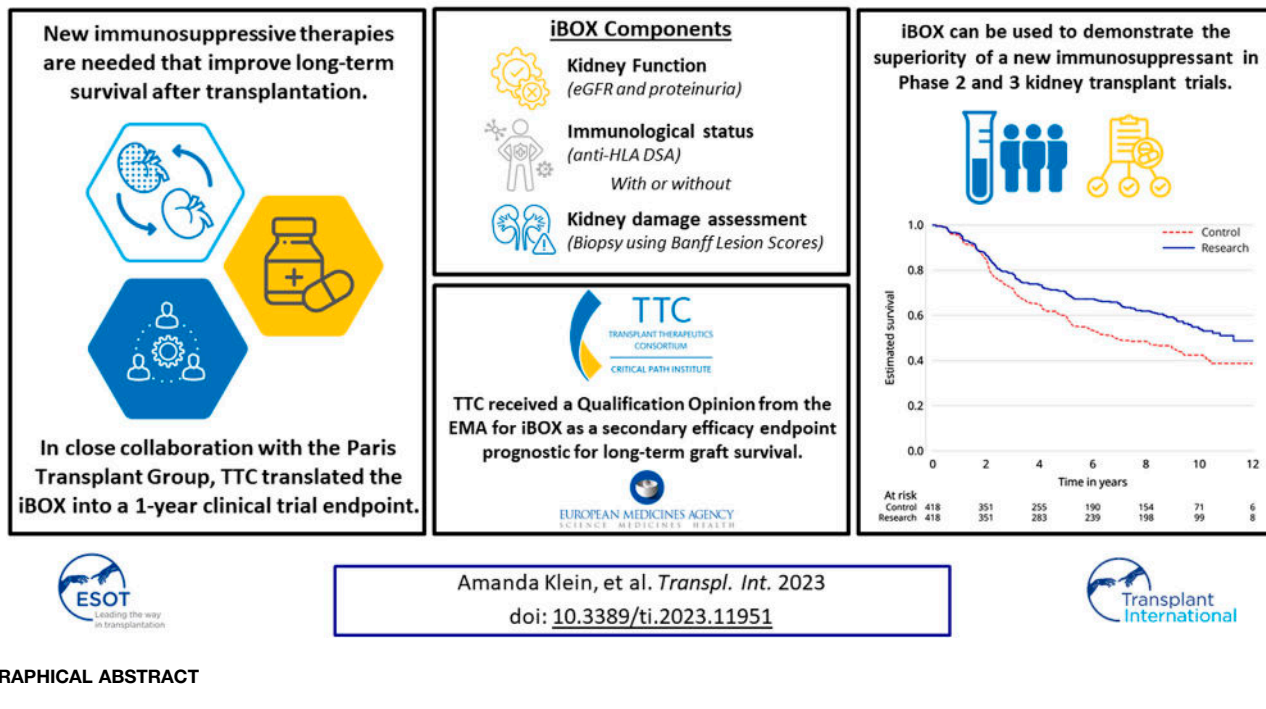 New immunosuppressive therapies
are needed that improve long-term
survival after transplantation.
In close collaboration with the Paris
Transplant Group, TTC translated the
iBOX into a 1-year clinical trial endpoint.
iBOX Components
Kidney Function
(eGFR and proteinuria)
Immunological status
(anti-HLA DSA)
With or without
Kidney damage assessment
(Biopsy using Banff Lesion Scores)
TTC
TRANSPLANT THERAPEUTICS
CONSORTIUM
CRITICAL PATH INSTITUTE
TTC received a Qualification Opinion from the
EMA for iBOX as a secondary efficacy endpoint
prognostic for long-term graft survival.
EUROPEAN MEDICINES AGENCY
SCIENCE MEDICINES HEALTH
iBOX can be used to demonstrate the
superiority of a new immunosuppressant in
Phase 2 and 3 kidney transplant trials.
Control
Research
Estimated survival
1.0
0.8
0.6
0.4
0.2
0.0
0 2 4 6 8 10 12
Time in years
At risk
Control 418 351 255 190 154 71 6
Research 418 351 283 239 198 99 8
ESOT
Leading the way
in transplantation
Amanda Klein, et al. Transpl. Int. 2023
doi: 10.3389/ti.2023.11951
Transplant
International
RAPHICAL ABSTRACT